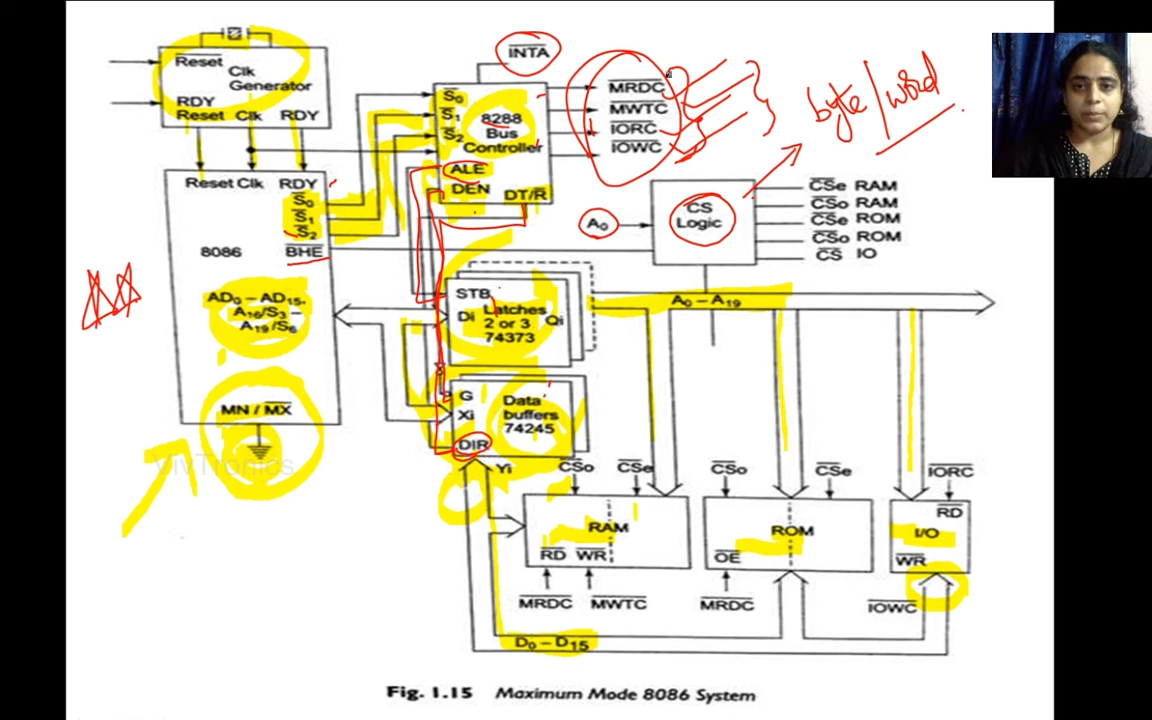 Reset
Clk
Generator
RDY
Reset Clk RDY
INTA
S0
S1
S2
8288
Bus
Controller
ALE
DEN
DT/R
MRDC
MWTC
IORC
IOWC
byte/word
Reset Clk RDY
S0
S1
S2
BHE
8086
AD0 – AD15,
A16/S3 –
A19/S6
MN / MX
VivTronics
A0
CS
Logic
CSe RAM
CSo RAM
CSe ROM
CSo ROM
CS IO
STB
Di Latches Qi
2 or 3
74373
A0 – A19
G
Xi
DIR
Data
buffers
74245
Yi
CSo CSe
RAM
RD WR
MRDC MWTC
CSo CSe
ROM
OE
MRDC
IORC
RD
I/O
WR
IOWC
D0 – D15
Fig. 1.15 Maximum Mode 8086 System